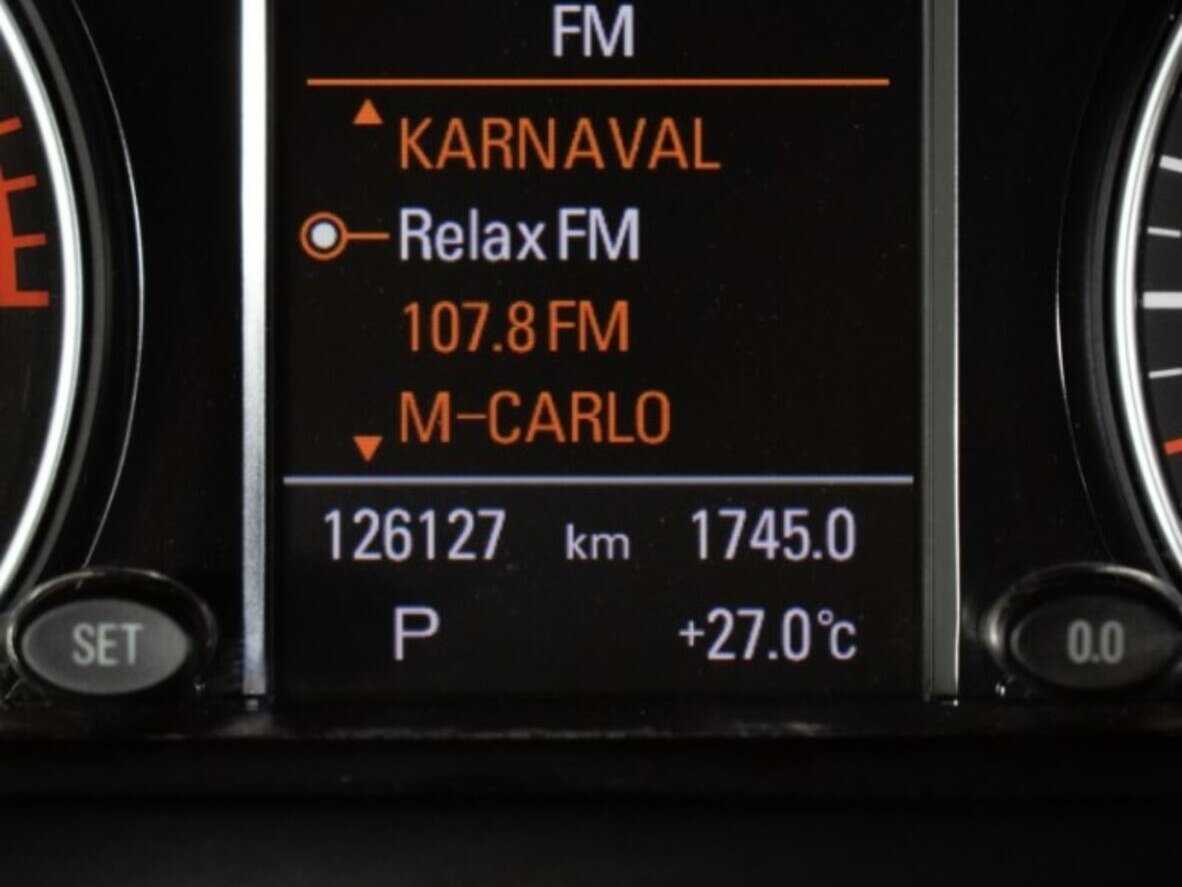 FM
KARNAVAL
Relax FM
107.8 FM
M-CARLO
126127 km 1745.0
P +27.0°c
SET
0.0